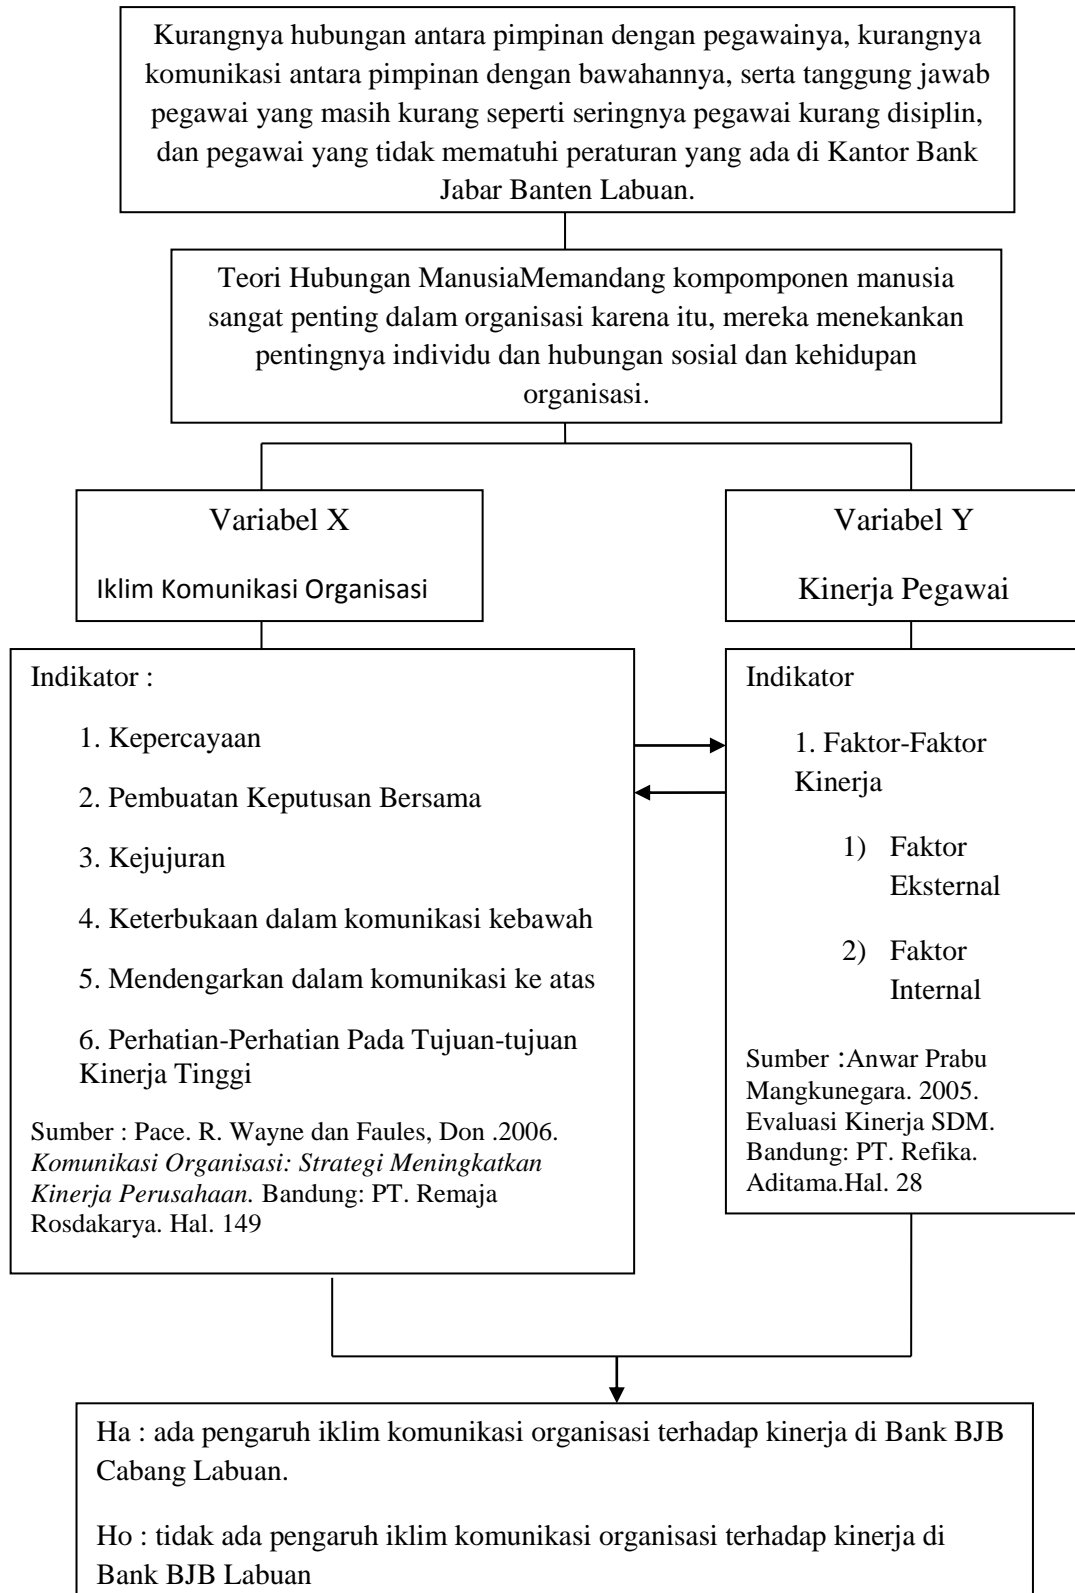 Kurangnya hubungan antara pimpinan dengan pegawainya, kurangnya
komunikasi antara pimpinan dengan bawahannya, serta tanggung jawab
pegawai yang masih kurang seperti seringnya pegawai kurang disiplin,
dan pegawai yang tidak mematuhi peraturan yang ada di Kantor Bank
Jabar Banten Labuan.
Teori Hubungan ManusiaMemandang kompomponen manusia
sangat penting dalam organisasi karena itu, mereka menekankan
pentingnya individu dan hubungan sosial dan kehidupan
organisasi.
Variabel X
Iklim Komunikasi Organisasi
Variabel Y
Kinerja Pegawai
Indikator :
1. Kepercayaan
2. Pembuatan Keputusan Bersama
3. Kejujuran
4. Keterbukaan dalam komunikasi kebawah
5. Mendengarkan dalam komunikasi ke atas
6. Perhatian-Perhatian Pada Tujuan-tujuan
Kinerja Tinggi
Sumber : Pace. R. Wayne dan Faules, Don .2006.
Komunikasi Organisasi: Strategi Meningkatkan
Kinerja Perusahaan. Bandung: PT. Remaja
Rosdakarya. Hal. 149
Indikator
1. Faktor-Faktor
Kinerja
1) Faktor
Eksternal
2) Faktor
Internal
Sumber :Anwar Prabu
Mangkunegara. 2005.
Evaluasi Kinerja SDM.
Bandung: PT. Refika.
Aditama.Hal. 28
Ha : ada pengaruh iklim komunikasi organisasi terhadap kinerja di Bank BJB
Cabang Labuan.
Ho : tidak ada pengaruh iklim komunikasi organisasi terhadap kinerja di
Bank BJB Labuan